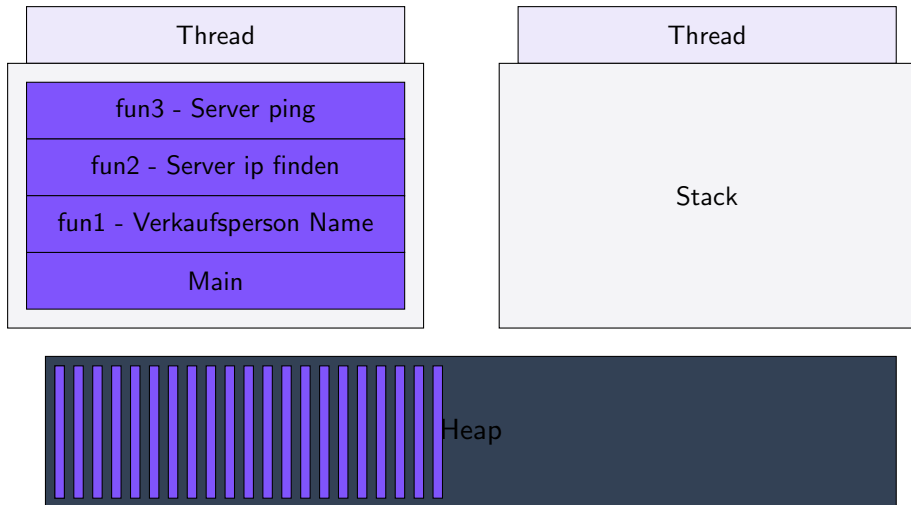 Thread
Thread
fun3 - Server ping
fun2 - Server ip finden
fun1 - Verkaufsperson Name
Main
Stack
Heap